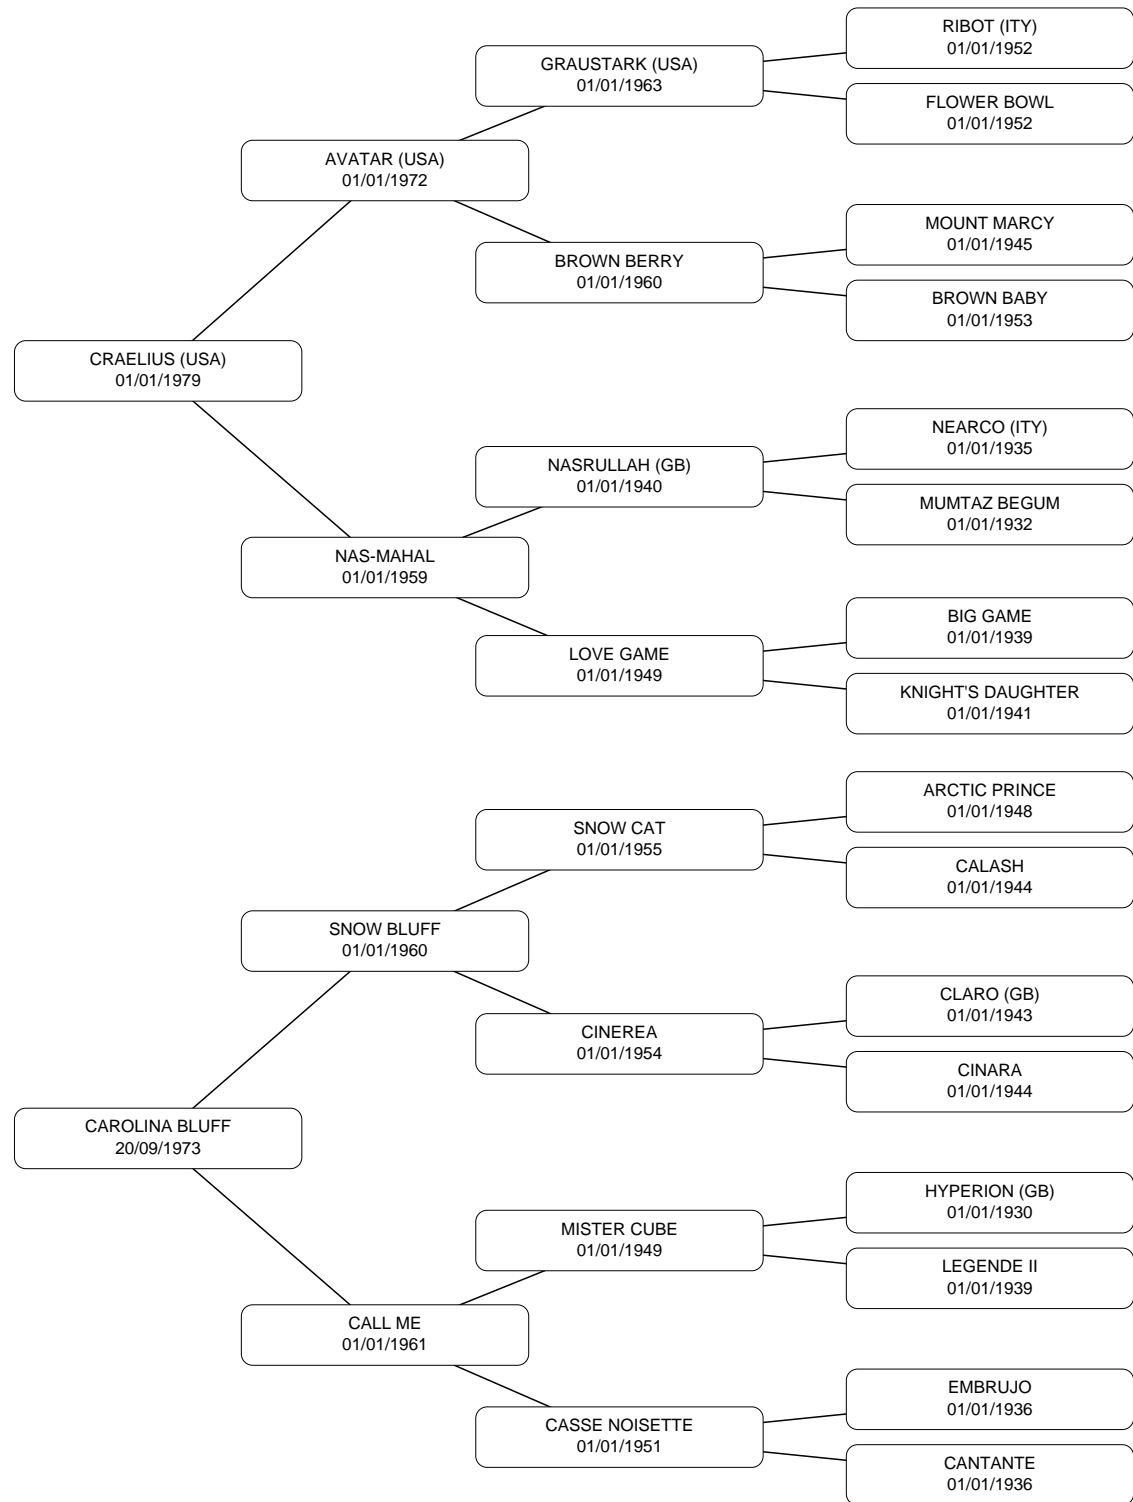 RIBOT (ITY)
01/01/1952
GRAUSTARK (USA)
01/01/1963
FLOWER BOWL
01/01/1952
AVATAR (USA)
01/01/1972
MOUNT MARCY
01/01/1945
BROWN BERRY
01/01/1960
BROWN BABY
01/01/1953
CRAELIUS (USA)
01/01/1979
NEARCO (ITY)
01/01/1935
NASRULLAH (GB)
01/01/1940
MUMTAZ BEGUM
01/01/1932
NAS-MAHAL
01/01/1959
BIG GAME
01/01/1939
LOVE GAME
01/01/1949
KNIGHT'S DAUGHTER
01/01/1941
ARCTIC PRINCE
01/01/1948
SNOW CAT
01/01/1955
CALASH
01/01/1944
SNOW BLUFF
01/01/1960
CLARO (GB)
01/01/1943
CINEREA
01/01/1954
CINARA
01/01/1944
CAROLINA BLUFF
20/09/1973
HYPERION (GB)
01/01/1930
MISTER CUBE
01/01/1949
LEGENDE II
01/01/1939
CALL ME
01/01/1961
EMBRUJO
01/01/1936
CASSE NOISETTE
01/01/1951
CANTANTE
01/01/1936